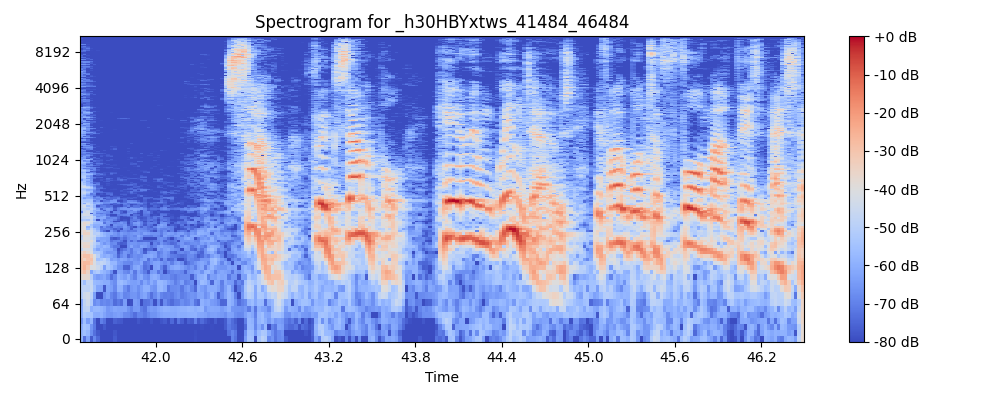 Spectrogram for _h30HBYxtws_41484_46484
Hz
8192
4096
2048
1024
512
256
128
64
0
42.0 42.6 43.2 43.8 44.4 45.0 45.6 46.2
Time
+0 dB
-10 dB
-20 dB
-30 dB
-40 dB
-50 dB
-60 dB
-70 dB
-80 dB